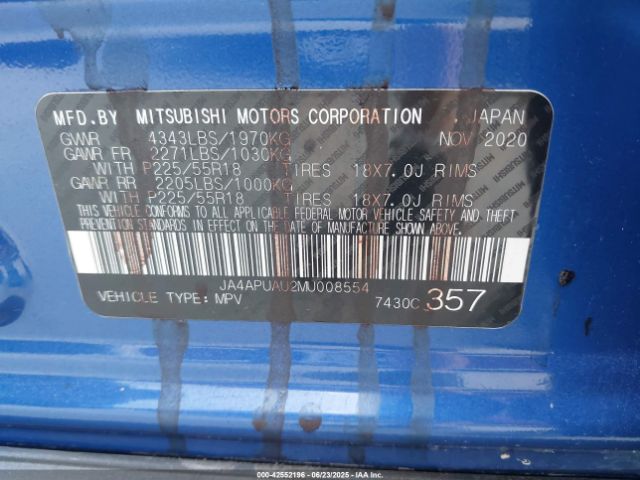 MFD.BY MITSUBISHI MOTORS CORPORATION , JAPAN
GVWR 4343LBS/1970KG NOV 2020
GAWR FR 2271LBS/1030KG
WITH P225/55R18 TIRES 18X7.0J RIMS
GAWR RR 2205LBS/1000KG
WITH P225/55R18 TIRES 18X7.0J RIMS
THIS VEHICLE CONFORMS TO ALL APPLICABLE FEDERAL MOTOR VEHICLE SAFETY AND THEFT-
PREVENTION STANDARDS IN EFFECT ON THE DATE OF MANUFACTURE SHOWN ABOVE.
JA4APUAU2MU008554
VEHICLE TYPE: MPV 7430C 357
000-42552196 - 06/23/2025 - IAA Inc.